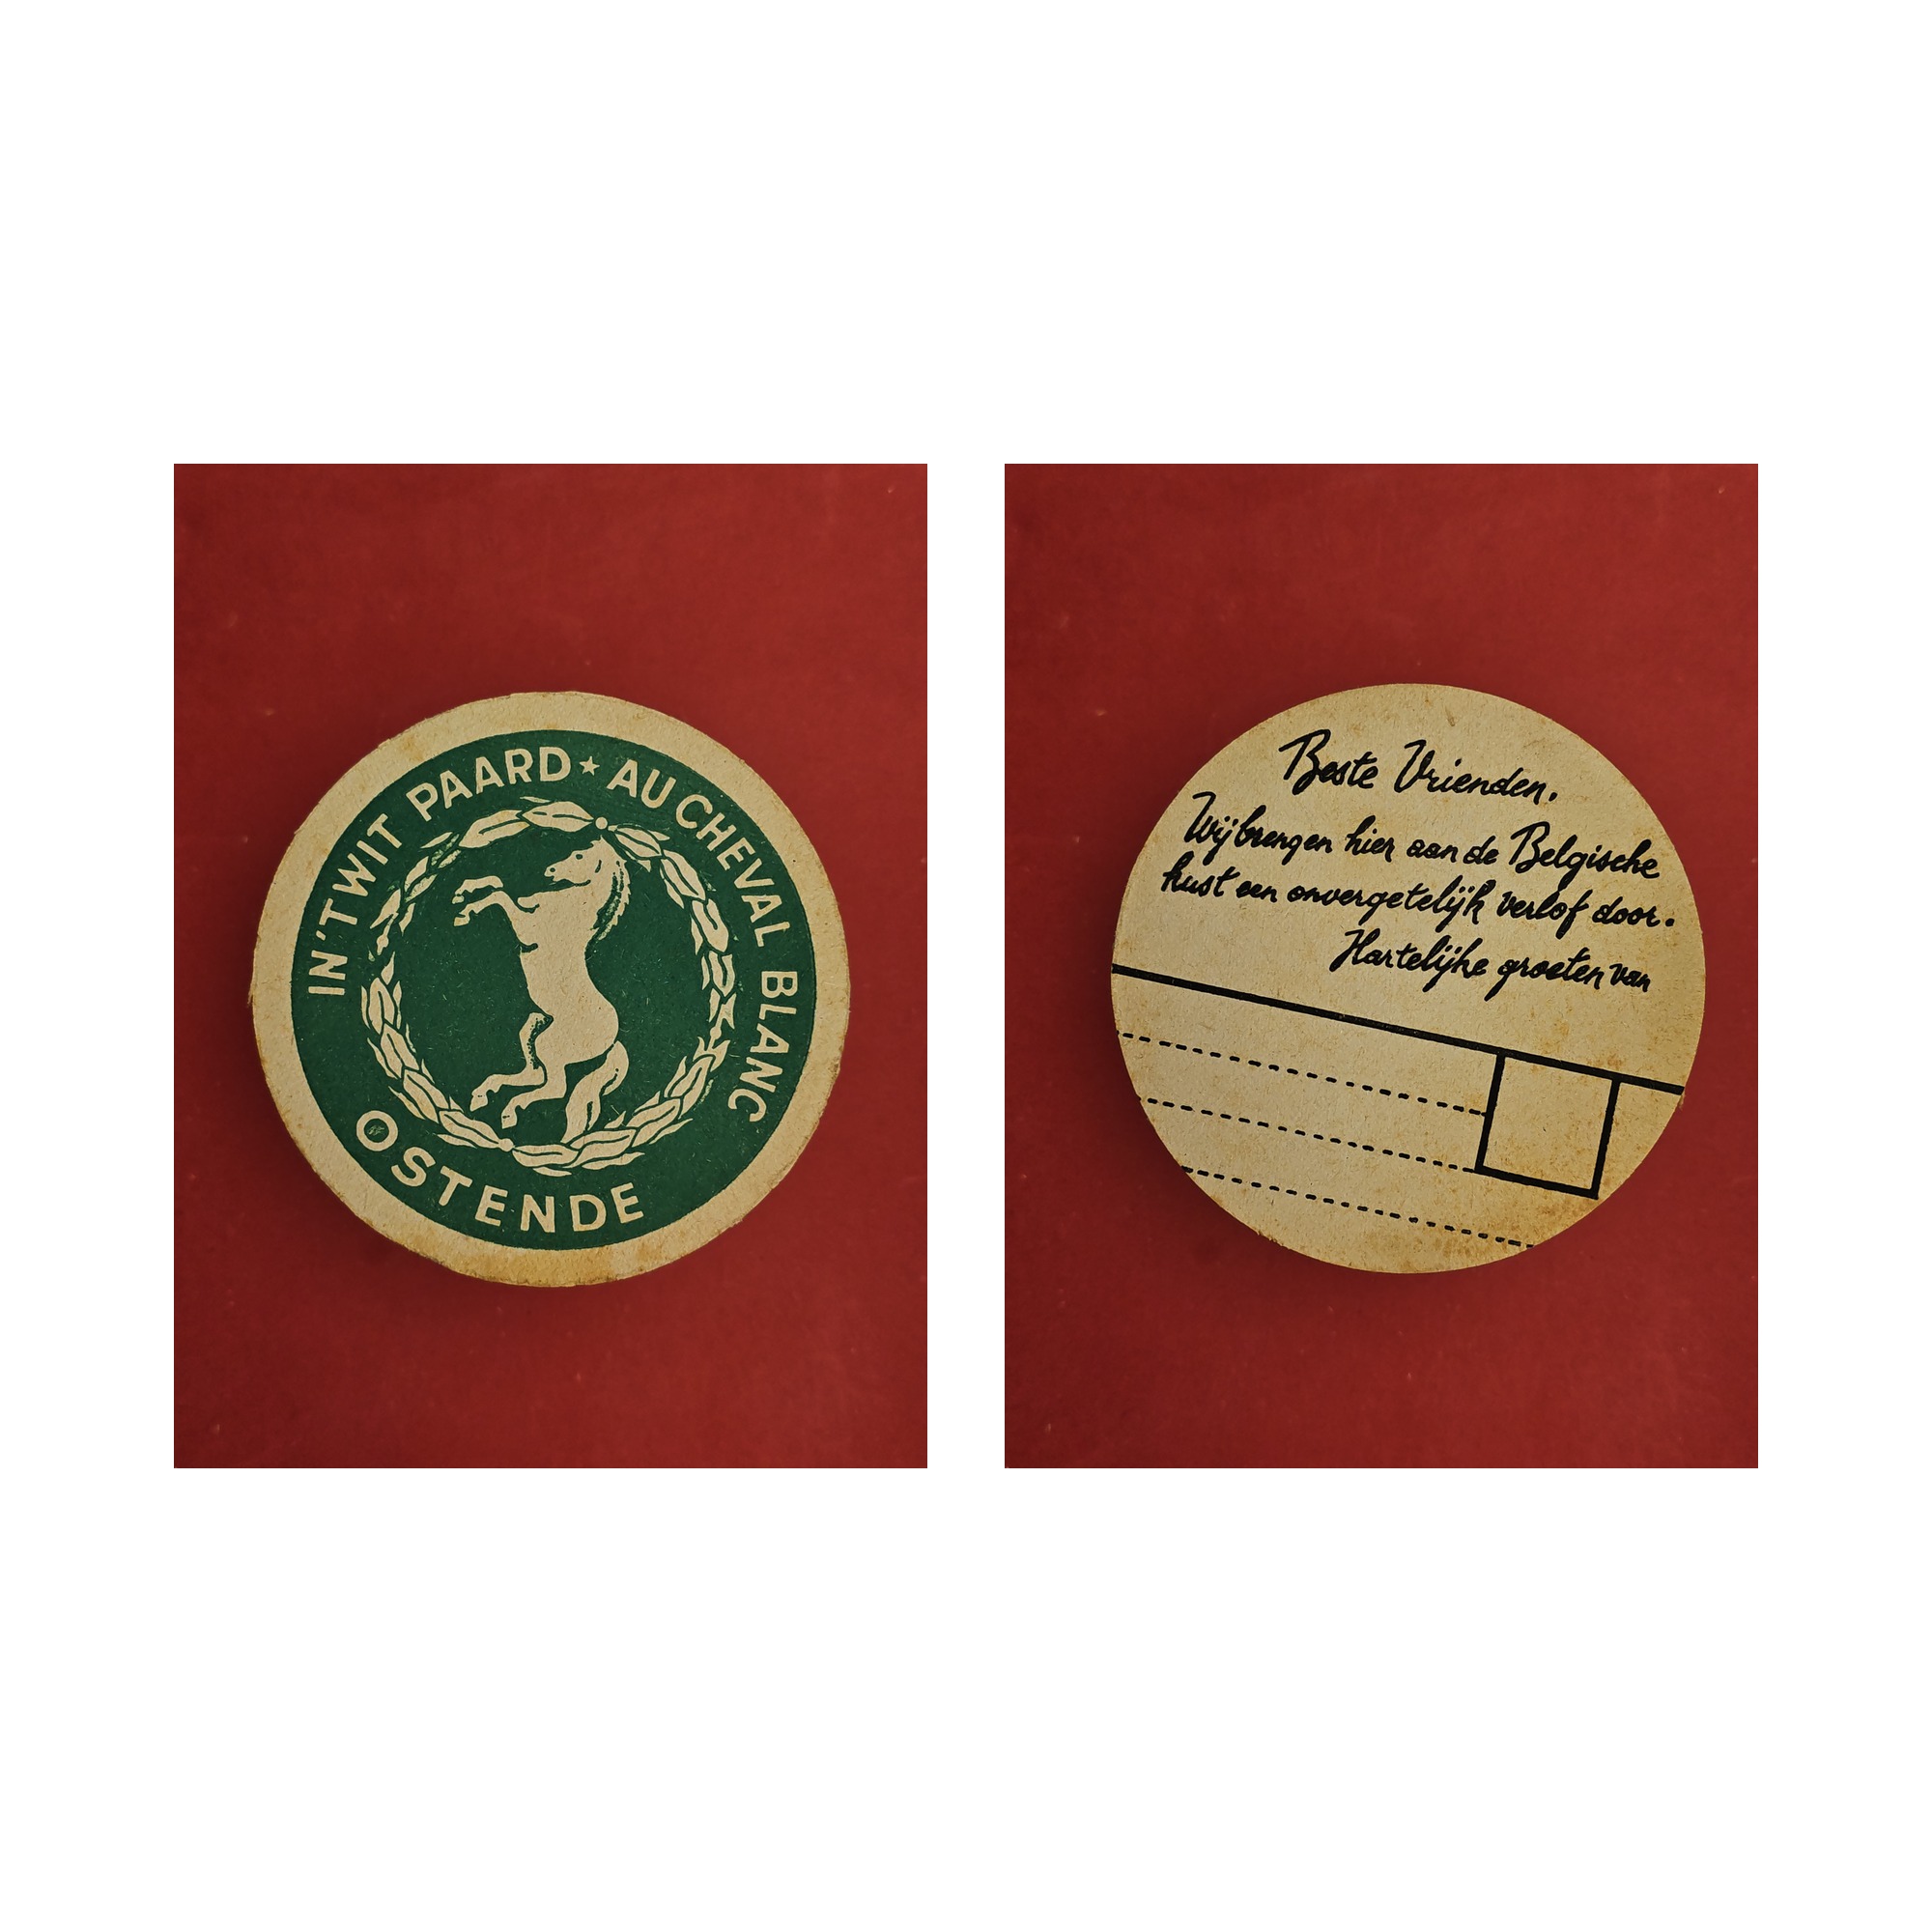 IN'TWIT PAARD ★ AU CHEVAL BLANC
OSTENDE
Beste Vrienden.
Wij brengen hier aan de Belgische
kust een onvergetelijk verlof door.
Hartelijke groeten van